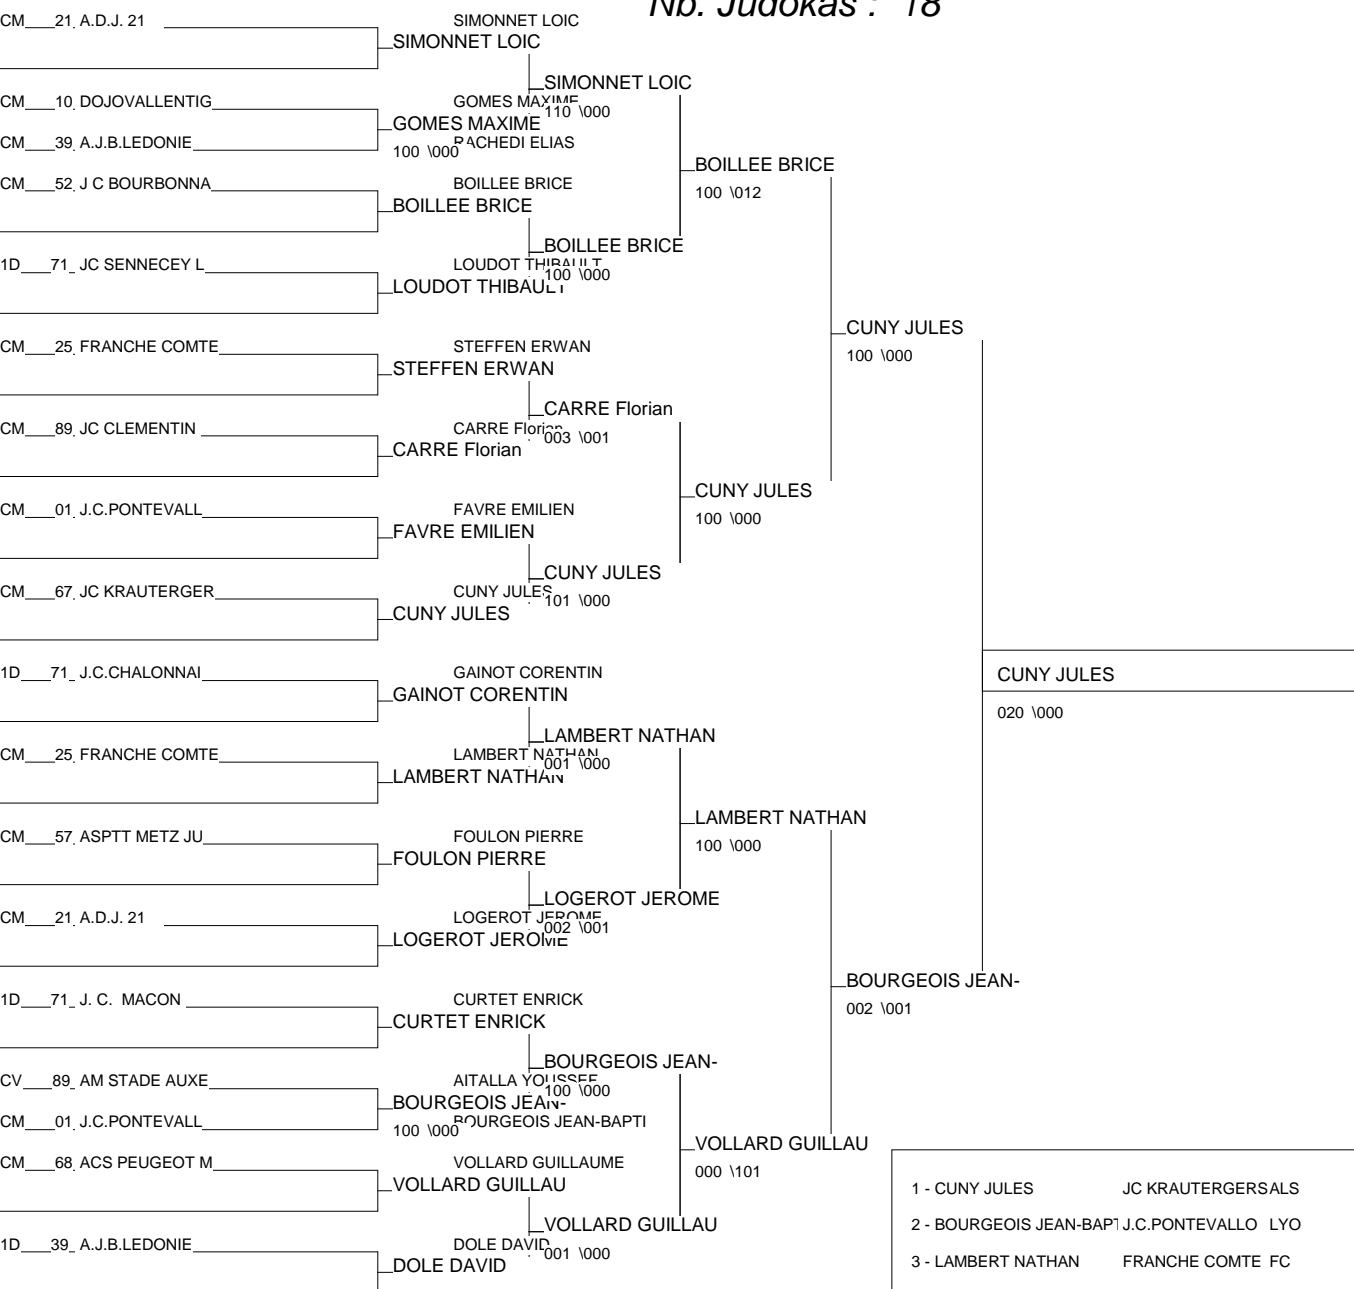 Nb. Judokas : 18
CM 21 A.D.J. 21 SIMONNET LOIC
SIMONNET LOIC
SIMONNET LOIC
CM 10 DOJOVALLENTIG GOMES MAXIME
110 \000
GOMES MAXIME
CM 39 A.J.B.LEDONIE RACHEDI ELIAS
100 \000
BOILLEE BRICE
CM 52 J C BOURBONNA BOILLEE BRICE
100 \012
BOILLEE BRICE
BOILLEE BRICE
1D 71 JC SENNECEY L LOUDOT THIBAULT
100 \000
LOUDOT THIBAULT
CUNY JULES
CM 25 FRANCHE COMTE STEFFEN ERWAN
100 \000
STEFFEN ERWAN
CARRE Florian
CM 89 JC CLEMENTIN CARRE Florian
003 \001
CARRE Florian
CUNY JULES
CM 01 J.C.PONTEVALL FAVRE EMILIEN
100 \000
FAVRE EMILIEN
CUNY JULES
CM 67 JC KRAUTERGER CUNY JULES
101 \000
CUNY JULES
1D 71 J.C.CHALONNAI GAINOT CORENTIN
CUNY JULES
GAINOT CORENTIN
020 \000
LAMBERT NATHAN
CM 25 FRANCHE COMTE LAMBERT NATHAN
001 \000
LAMBERT NATHAN
LAMBERT NATHAN
CM 57 ASPTT METZ JU FOULON PIERRE
100 \000
FOULON PIERRE
LOGEROT JEROME
CM 21 A.D.J. 21 LOGEROT JEROME
002 \001
LOGEROT JEROME
BOURGEOIS JEAN-
1D 71 J. C. MACON CURTET ENRICK
002 \001
CURTET ENRICK
BOURGEOIS JEAN-
CV 89 AM STADE AUXE AITALLA YOUSSEF
100 \000
BOURGEOIS JEAN-
CM 01 J.C.PONTEVALL BOURGEOIS JEAN-BAPTI
100 \000
VOLLARD GUILLAU
CM 68 ACS PEUGEOT M VOLLARD GUILLAUME
000 \101
VOLLARD GUILLAU
VOLLARD GUILLAU
1D 39 A.J.B.LEDONIE DOLE DAVID
001 \000
DOLE DAVID
1 - CUNY JULES JC KRAUTERGERSALS
2 - BOURGEOIS JEAN-BAPT J.C.PONTEVALLO LYO
3 - LAMBERT NATHAN FRANCHE COMTE FC